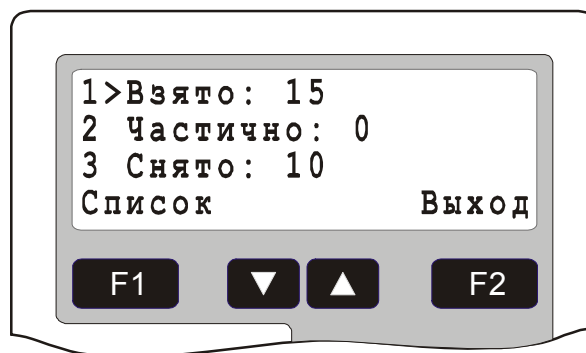 1>Взято: 15
2 Частично: 0
3 Снято: 10
Список Выход
F1 ▼ ▲ F2